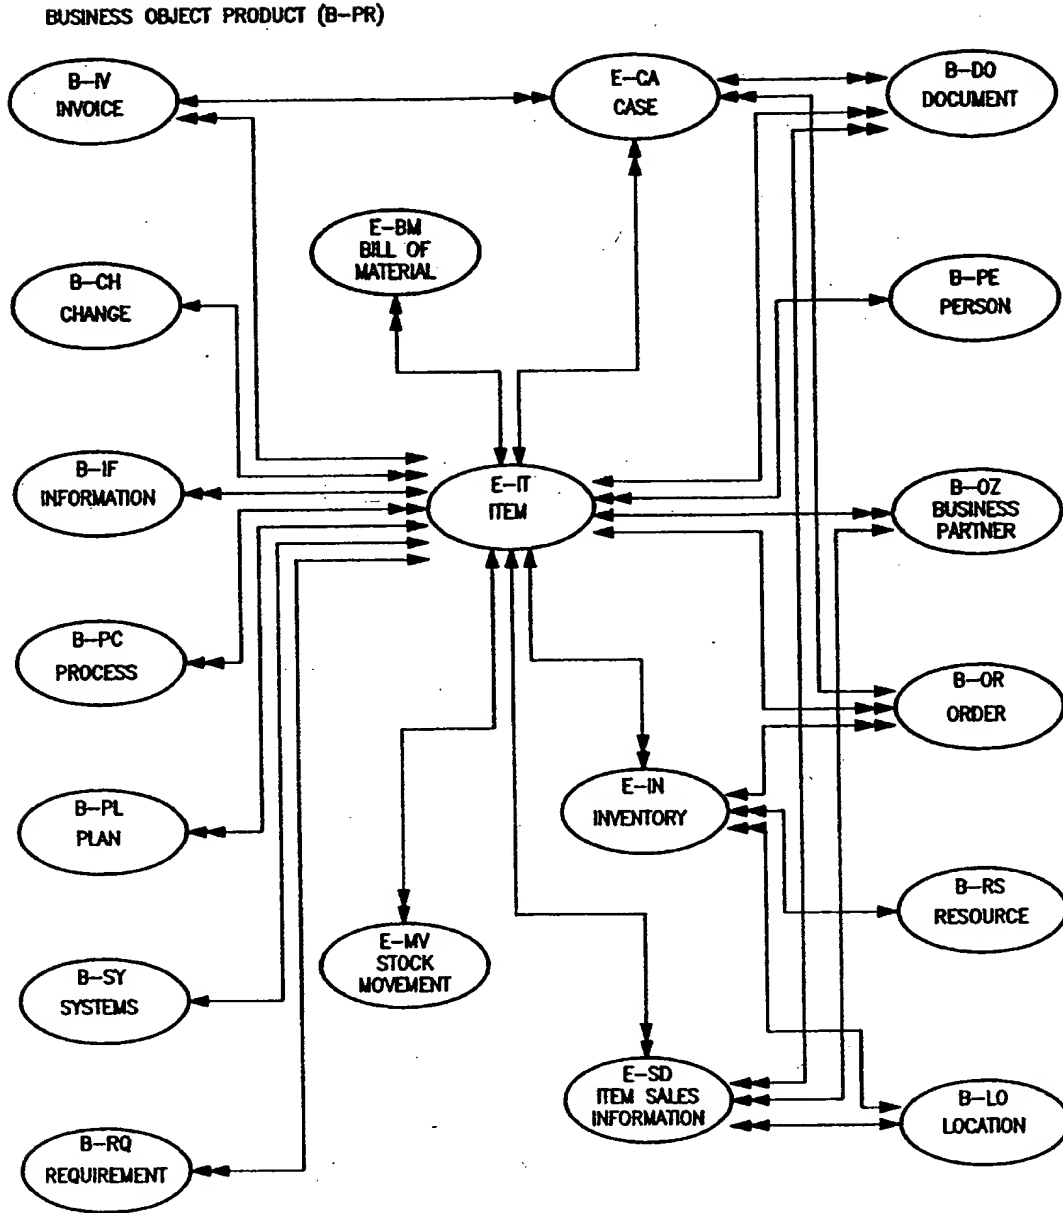 BUSINESS OBJECT PRODUCT (B-PR)
B-IV
INVOICE
E-CA
CASE
B-DO
DOCUMENT
E-BM
BILL OF
MATERIAL
B-CH
CHANGE
B-PE
PERSON
B-IF
INFORMATION
E-IT
ITEM
B-OZ
BUSINESS
PARTNER
B-PC
PROCESS
B-OR
ORDER
E-IN
INVENTORY
B-PL
PLAN
B-RS
RESOURCE
E-MV
STOCK
MOVEMENT
B-SY
SYSTEMS
E-SD
ITEM SALES
INFORMATION
B-LO
LOCATION
B-RQ
REQUIREMENT